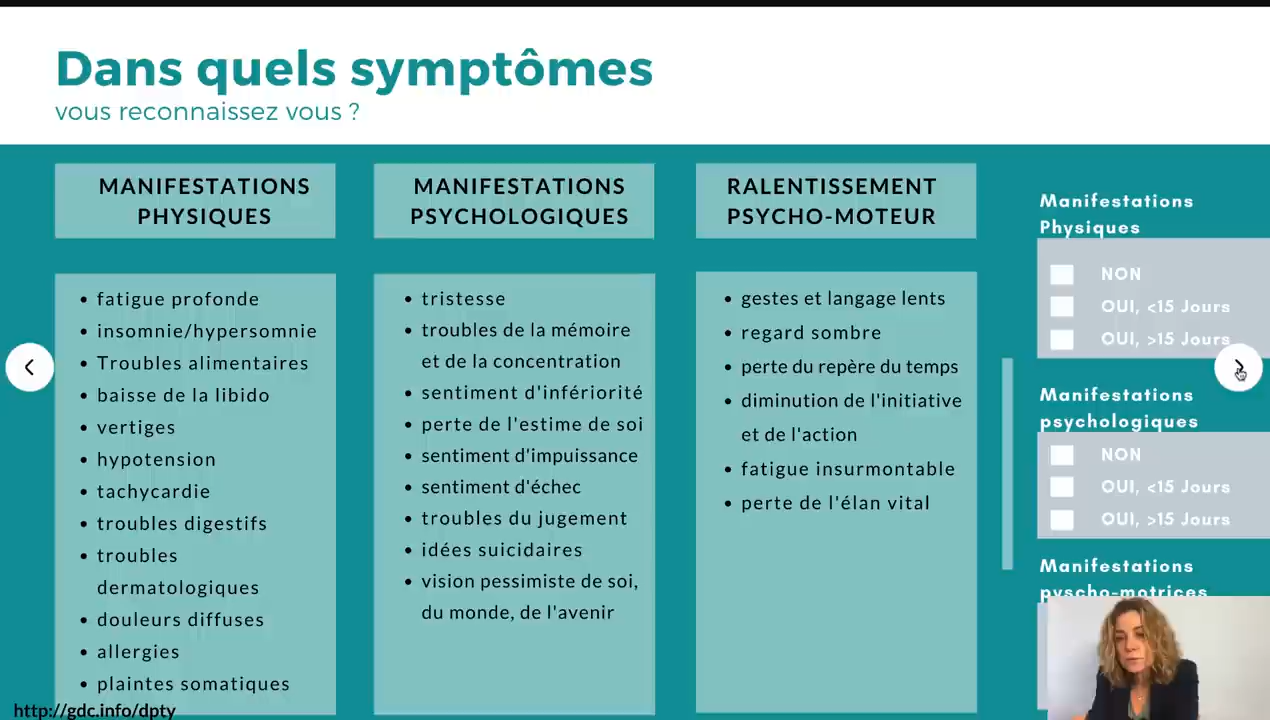 Dans quels symptômes
vous reconnaissez vous ?
MANIFESTATIONS
PHYSIQUES
• fatigue profonde
• insomnie/hypersomnie
• Troubles alimentaires
• baisse de la libido
• vertiges
• hypotension
• tachycardie
• troubles digestifs
• troubles
dermatologiques
• douleurs diffuses
• allergies
• plaintes somatiques
MANIFESTATIONS
PSYCHOLOGIQUES
• tristesse
• troubles de la mémoire
et de la concentration
• sentiment d'infériorité
• perte de l'estime de soi
• sentiment d'impuissance
• sentiment d'échec
• troubles du jugement
• idées suicidaires
• vision pessimiste de soi,
du monde, de l'avenir
RALENTISSEMENT
PSYCHO-MOTEUR
• gestes et langage lents
• regard sombre
• perte du repère du temps
• diminution de l'initiative
et de l'action
• fatigue insurmontable
• perte de l'élan vital
Manifestations
Physiques
NON
OUI, <15 Jours
OUI, >15 Jours
Manifestations
psychologiques
NON
OUI, <15 Jours
OUI, >15 Jours
Manifestations
pyscho-motrices
http://gdc.info/dpty